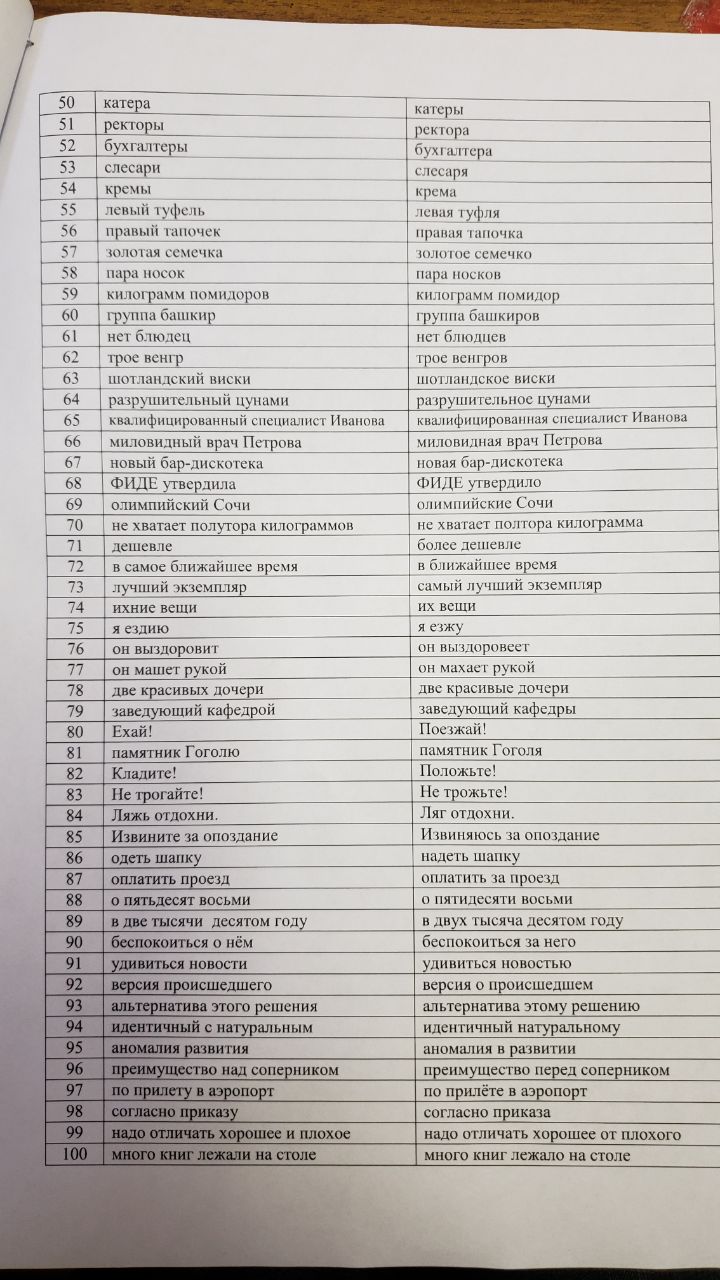 50 катера катеры
51 ректоры ректора
52 бухгалтеры бухгалтера
53 слесари слесаря
54 кремы крема
55 левый туфель левая туфля
56 правый тапочек правая тапочка
57 золотая семечка золотое семечко
58 пара носок пара носков
59 килограмм помидоров килограмм помидор
60 группа башкир группа башкиров
61 нет блюдец нет блюдцев
62 трое венгр трое венгров
63 шотландский виски шотландское виски
64 разрушительный цунами разрушительное цунами
65 квалифицированный специалист Иванова квалифицированная специалист Иванова
66 миловидный врач Петрова миловидная врач Петрова
67 новый бар-дискотека новая бар-дискотека
68 ФИДЕ утвердила ФИДЕ утвердило
69 олимпийский Сочи олимпийские Сочи
70 не хватает полутора килограммов не хватает полтора килограмма
71 дешевле более дешевле
72 в самое ближайшее время в ближайшее время
73 лучший экземпляр самый лучший экземпляр
74 ихние вещи их вещи
75 я ездию я езжу
76 он выздоровит он выздоровеет
77 он машет рукой он махает рукой
78 две красивых дочери две красивые дочери
79 заведующий кафедрой заведующий кафедры
80 Ехай! Поезжай!
81 памятник Гоголю памятник Гоголя
82 Кладите! Положьте!
83 Не трогайте! Не трожьте!
84 Ляжь отдохни. Ляг отдохни.
85 Извините за опоздание Извиняюсь за опоздание
86 одеть шапку надеть шапку
87 оплатить проезд оплатить за проезд
88 о пятьдесят восьми о пятидесяти восьми
89 в две тысячи десятом году в двух тысяча десятом году
90 беспокоиться о нём беспокоиться за него
91 удивиться новости удивиться новостью
92 версия происшедшего версия о происшедшем
93 альтернатива этого решения альтернатива этому решению
94 идентичный с натуральным идентичный натуральному
95 аномалия развития аномалия в развитии
96 преимущество над соперником преимущество перед соперником
97 по прилету в аэропорт по прилёте в аэропорт
98 согласно приказу согласно приказа
99 надо отличать хорошее и плохое надо отличать хорошее от плохого
100 много книг лежали на столе много книг лежало на столе